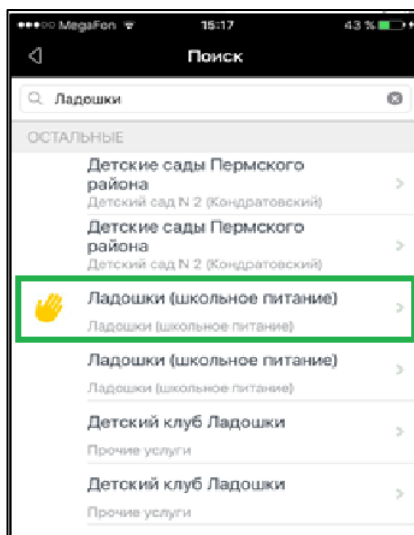 MegaFon 15:17 43 %
Поиск
Ладошки
ОСТАЛЬНЫЕ
Детские сады Пермского
района
Детский сад N 2 (Кондратовский)
Детские сады Пермского
района
Детский сад N 2 (Кондратовский)
Ладошки (школьное питание)
Ладошки (школьное питание)
Ладошки (школьное питание)
Ладошки (школьное питание)
Детский клуб Ладошки
Прочие услуги
Детский клуб Ладошки
Прочие услуги